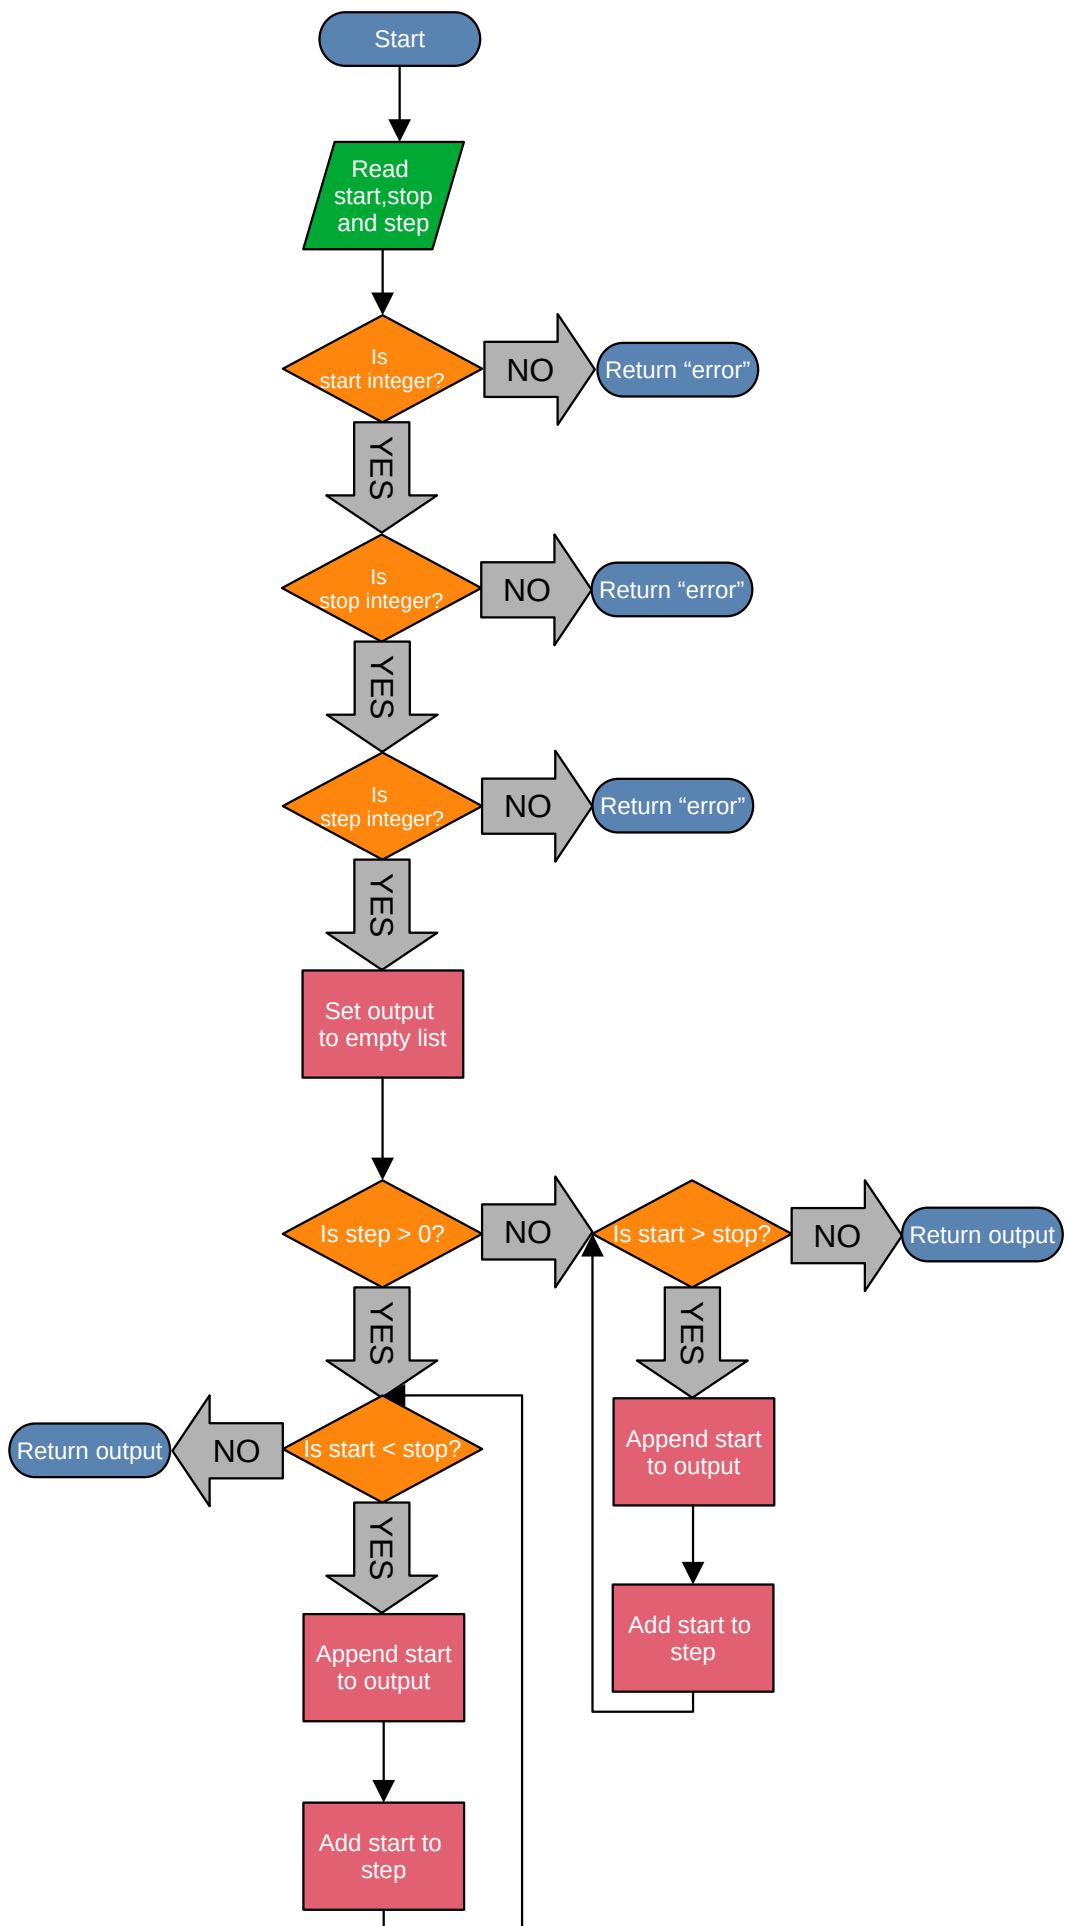 Start
Read
start,stop
and step
Is
start integer?
NO
Return “error”
YES
Is
stop integer?
NO
Return “error”
YES
Is
step integer?
NO
Return “error”
YES
Set output
to empty list
Is step > 0?
NO
Is start > stop?
NO
Return output
YES
YES
Return output
NO
Is start < stop?
Append start
to output
YES
Add start to
step
Append start
to output
Add start to
step